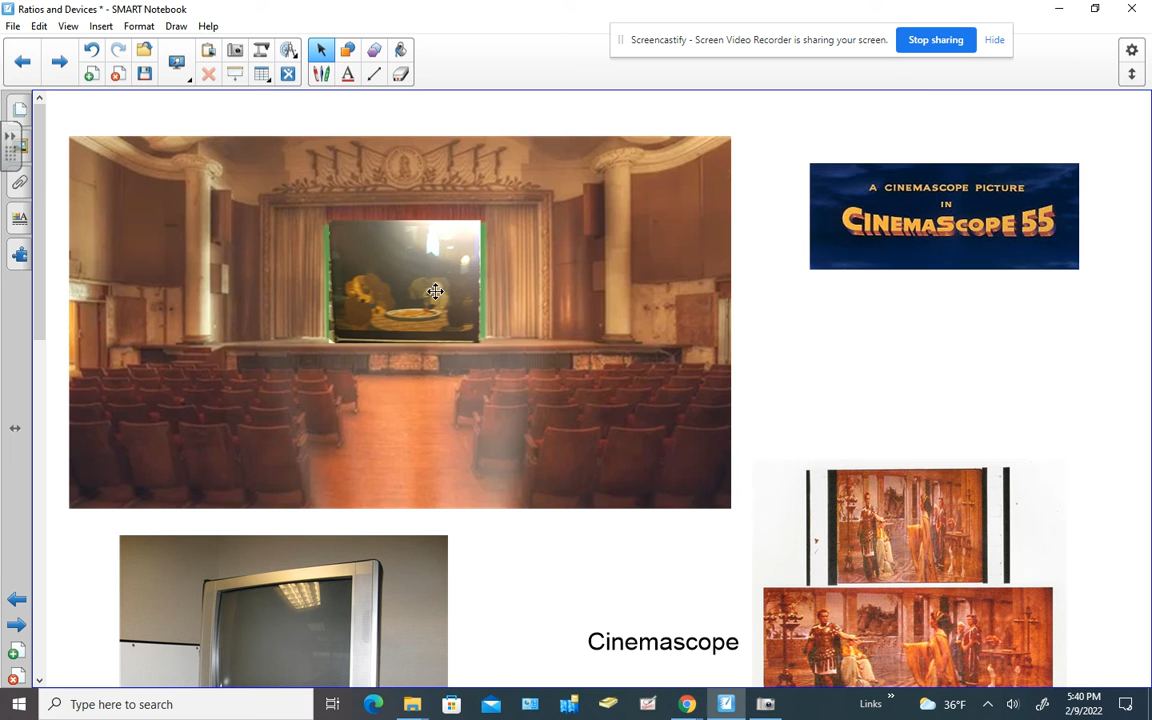 Ratios and Devices * - SMART Notebook
File Edit View Insert Format Draw Help
Screencastify - Screen Video Recorder is sharing your screen. Stop sharing Hide
A CINEMASCOPE PICTURE
IN
CINEMASCOPE 55
Cinemascope
Type here to search
Links
36°F
5:40 PM
2/9/2022